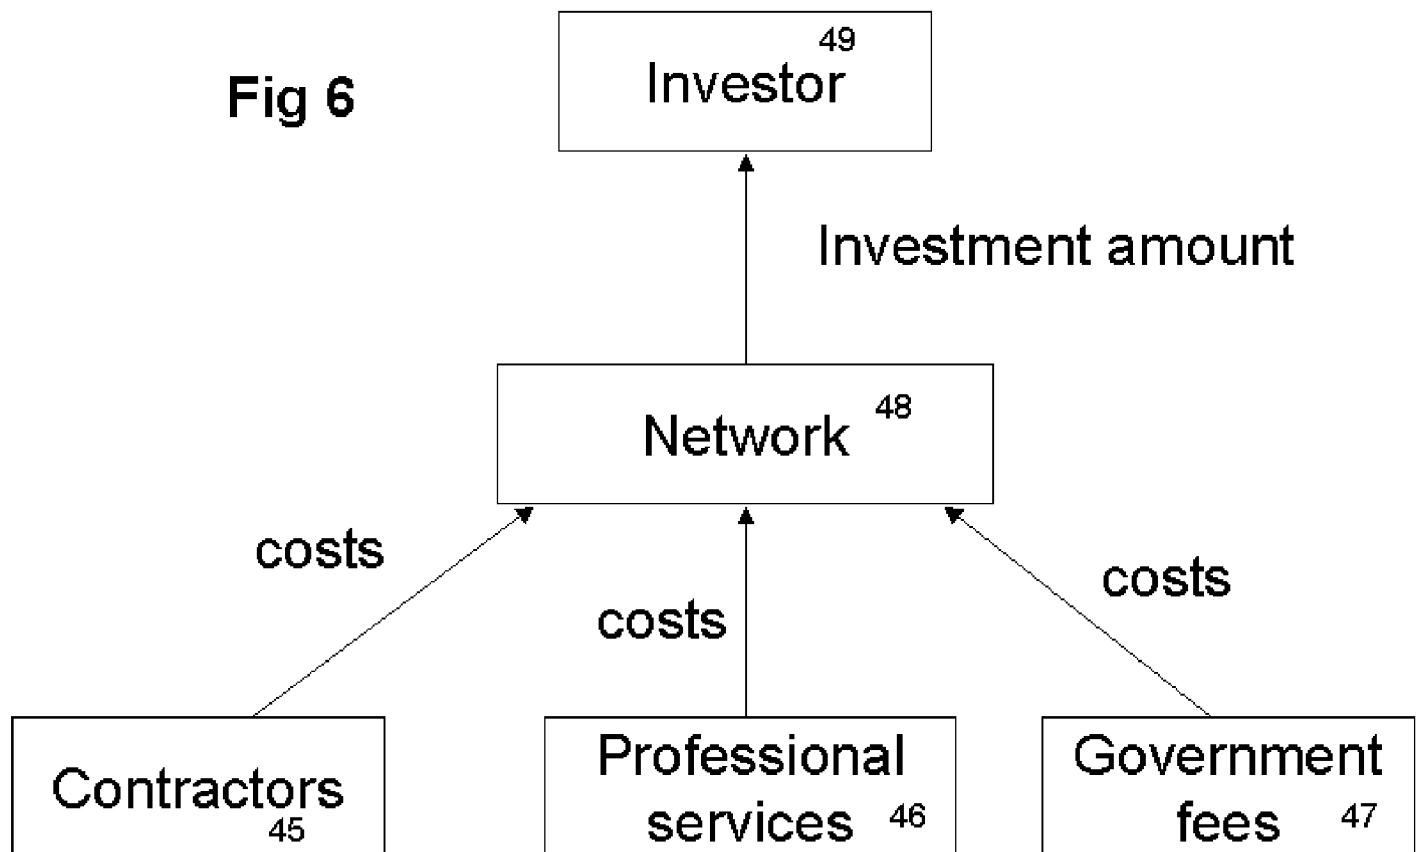 49
Investor
Fig 6
Investment amount
48
Network
costs
costs
costs
Contractors
45
Professional
services 46
Government
fees 47